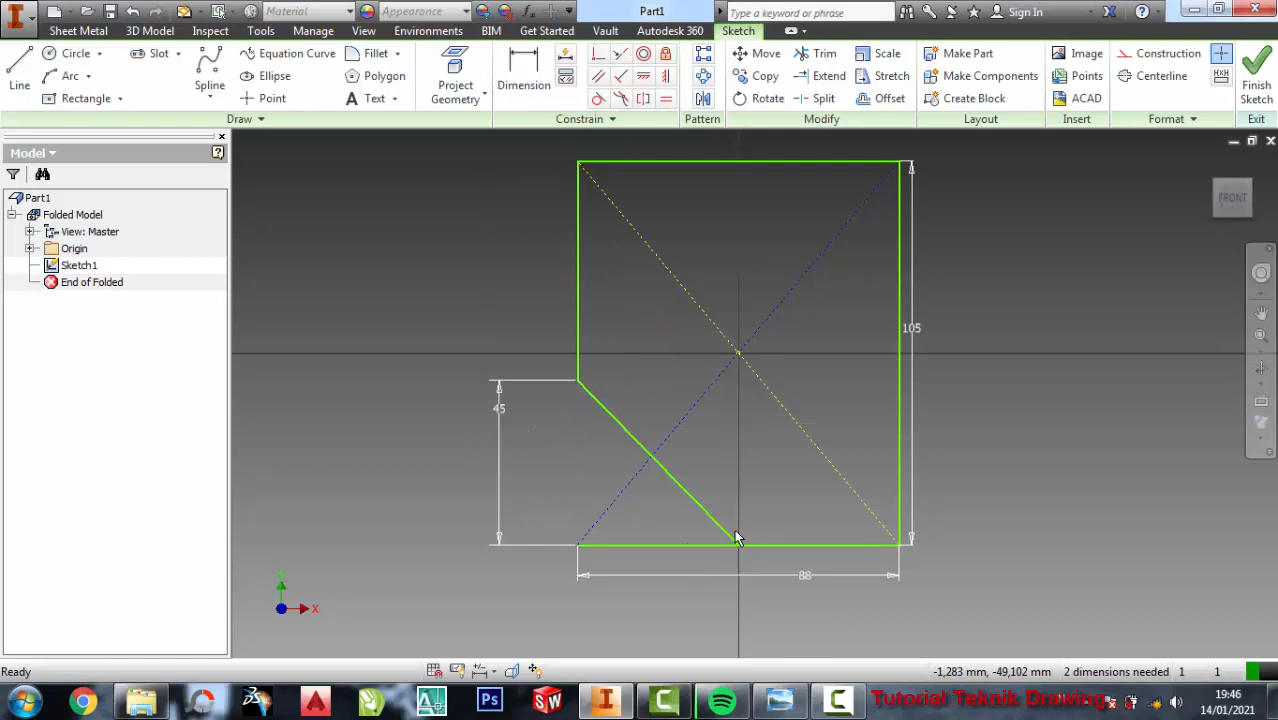 Material
Appearance
fx
Part1
Type a keyword or phrase
Sign In
Sheet Metal
3D Model
Inspect
Tools
Manage
View
Environments
BIM
Get Started
Vault
Autodesk 360
Sketch
Line
Circle
Arc
Rectangle
Spline
Slot
Equation Curve
Ellipse
Point
Fillet
Polygon
A Text
Project Geometry
Dimension
Move
Copy
Rotate
Trim
Extend
Split
Scale
Stretch
Offset
Make Part
Make Components
Create Block
Image
Points
ACAD
Construction
Centerline
Finish Sketch
Draw
Constrain
Pattern
Modify
Layout
Insert
Format
Exit
Model
Part1
Folded Model
View: Master
Origin
Sketch1
End of Folded
FRONT
105
45
88
X
Ready
-1,283 mm, -49,102 mm
2 dimensions needed
1
1
Ps
SW
Tutorial Teknik Drawing
19:46
14/01/2021